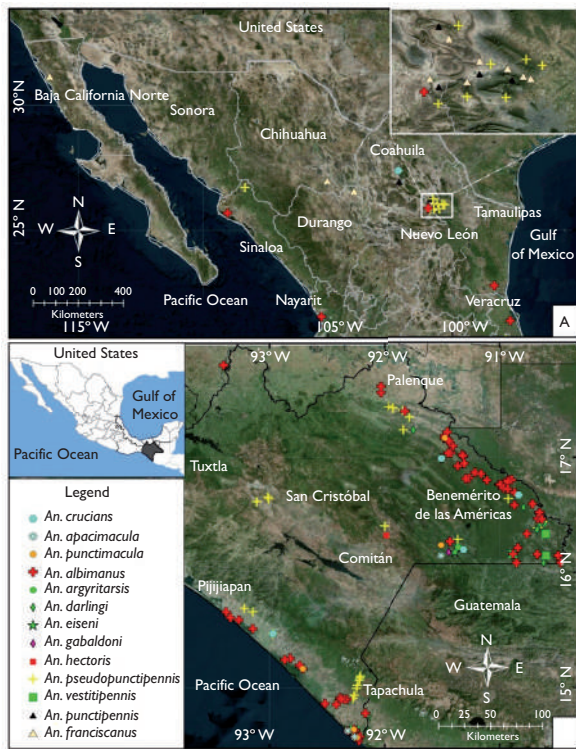 United States
30° N
Baja California Norte
Sonora
Chihuahua
Coahuila
25° N
N
W E
S
Durango
Sinaloa
Nuevo León
Tamaulipas
Gulf
of Mexico
0 100 200 400
Kilometers
Pacific Ocean
Nayarit
Veracruz
115° W
105° W
100° W
A
United States
Gulf of
Mexico
Pacific Ocean
Legend
An. crucians
An. apacimacula
An. punctimacula
An. albimanus
An. argyritarsis
An. darlingi
An. eiseni
An. gabaldoni
An. hectoris
An. pseudopunctipennis
An. vestitipennis
An. punctipennis
An. franciscanus
93° W
92° W
91° W
Palenque
17° N
Tuxtla
San Cristóbal
Benemérito
de las Américas
Comitán
16° N
Pijijiapan
Guatemala
N
W E
S
Pacific Ocean
Tapachula
15° N
0 25 50 100
Kilometers
93° W
92° W